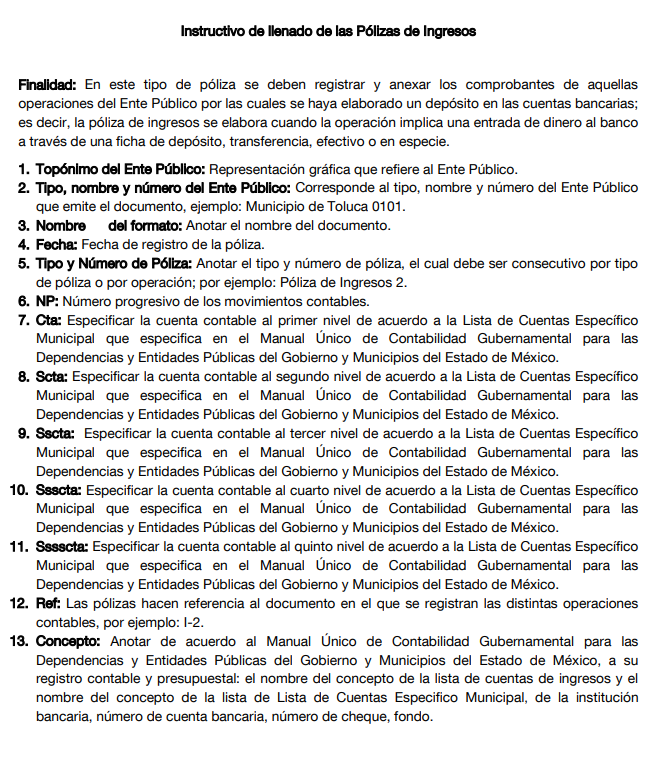 Instructivo de llenado de las Pólizas de Ingresos
Finalidad: En este tipo de póliza se deben registrar y anexar los comprobantes de aquellas
operaciones del Ente Público por las cuales se haya elaborado un depósito en las cuentas bancarias;
es decir, la póliza de ingresos se elabora cuando la operación implica una entrada de dinero al banco
a través de una ficha de depósito, transferencia, efectivo o en especie.
1. Topónimo del Ente Público: Representación gráfica que refiere al Ente Público.
2. Tipo, nombre y número del Ente Público: Corresponde al tipo, nombre y número del Ente Público
que emite el documento, ejemplo: Municipio de Toluca 0101.
3. Nombre del formato: Anotar el nombre del documento.
4. Fecha: Fecha de registro de la póliza.
5. Tipo y Número de Póliza: Anotar el tipo y número de póliza, el cual debe ser consecutivo por tipo
de póliza o por operación; por ejemplo: Póliza de Ingresos 2.
6. NP: Número progresivo de los movimientos contables.
7. Cta: Especificar la cuenta contable al primer nivel de acuerdo a la Lista de Cuentas Específico
Municipal que especifica en el Manual Único de Contabilidad Gubernamental para las
Dependencias y Entidades Públicas del Gobierno y Municipios del Estado de México.
8. Scta: Especificar la cuenta contable al segundo nivel de acuerdo a la Lista de Cuentas Específico
Municipal que especifica en el Manual Único de Contabilidad Gubernamental para las
Dependencias y Entidades Públicas del Gobierno y Municipios del Estado de México.
9. Sscta: Especificar la cuenta contable al tercer nivel de acuerdo a la Lista de Cuentas Específico
Municipal que especifica en el Manual Único de Contabilidad Gubernamental para las
Dependencias y Entidades Públicas del Gobierno y Municipios del Estado de México.
10. Ssscta: Especificar la cuenta contable al cuarto nivel de acuerdo a la Lista de Cuentas Específico
Municipal que especifica en el Manual Único de Contabilidad Gubernamental para las
Dependencias y Entidades Públicas del Gobierno y Municipios del Estado de México.
11. Sssscta: Especificar la cuenta contable al quinto nivel de acuerdo a la Lista de Cuentas Específico
Municipal que especifica en el Manual Único de Contabilidad Gubernamental para las
Dependencias y Entidades Públicas del Gobierno y Municipios del Estado de México.
12. Ref: Las pólizas hacen referencia al documento en el que se registran las distintas operaciones
contables, por ejemplo: I-2.
13. Concepto: Anotar de acuerdo al Manual Único de Contabilidad Gubernamental para las
Dependencias y Entidades Públicas del Gobierno y Municipios del Estado de México, a su
registro contable y presupuestal: el nombre del concepto de la lista de cuentas de ingresos y el
nombre del concepto de la lista de Lista de Cuentas Especifico Municipal, de la institución
bancaria, número de cuenta bancaria, número de cheque, fondo.